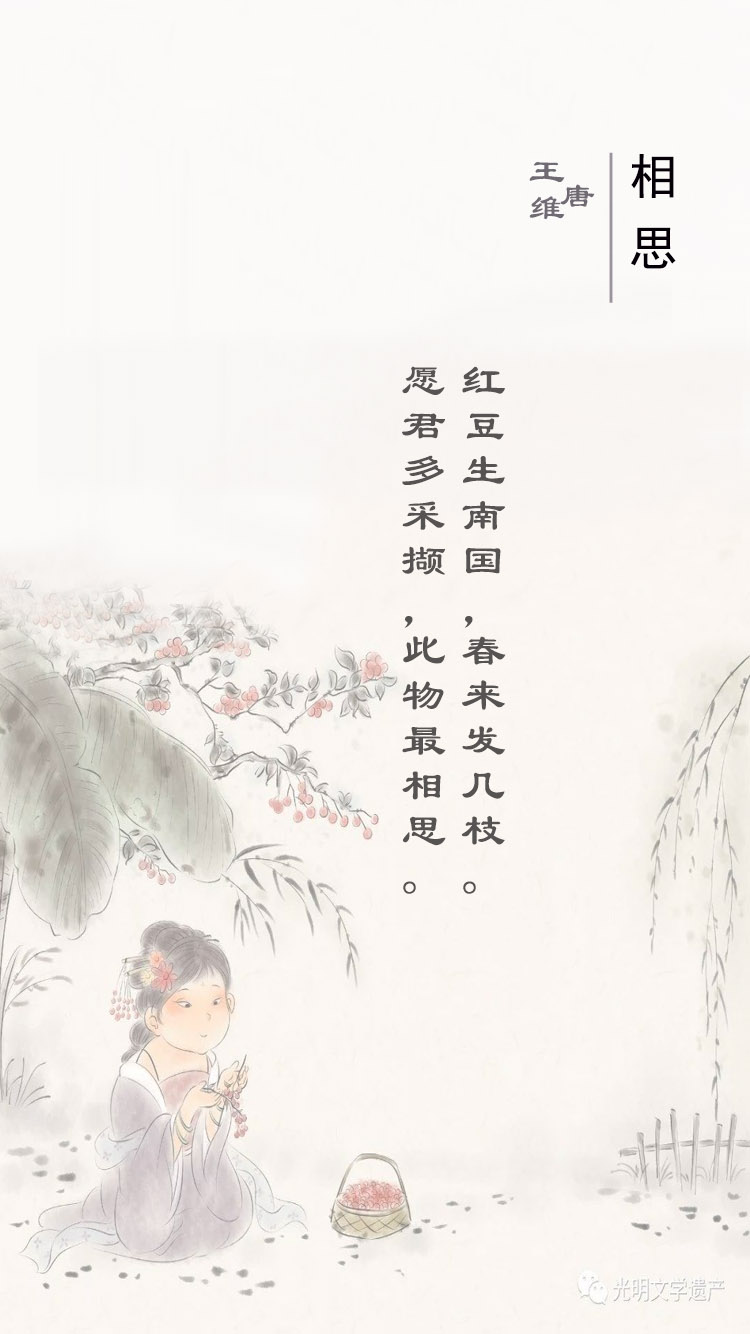 相思
唐
王维
红豆生南国，春来发几枝。
愿君多采撷，此物最相思。
光明文学遗产